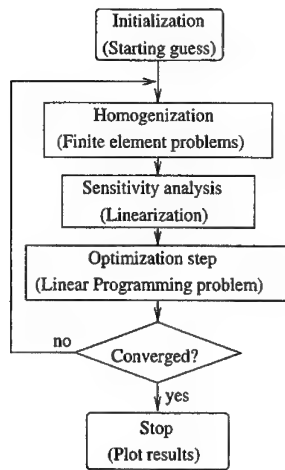 Initialization
(Starting guess)
Homogenization
(Finite element problems)
Sensitivity analysis
(Linearization)
Optimization step
(Linear Programming problem)
no
Converged?
yes
Stop
(Plot results)